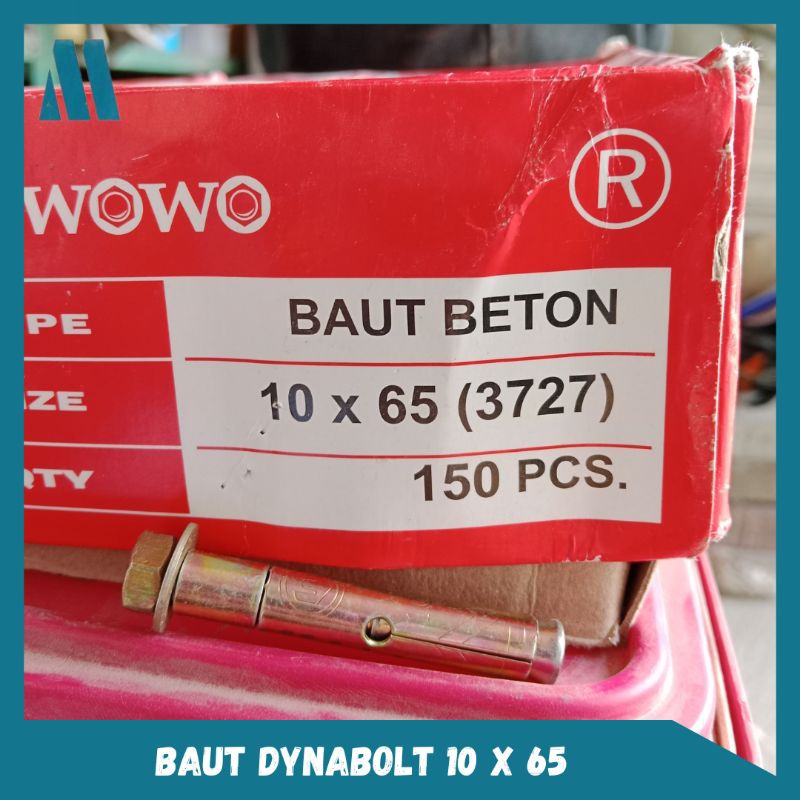 WOWO
R
PE BAUT BETON
ZE 10 x 65 (3727)
QTY 150 PCS.
BAUT DYNABOLT 10 X 65